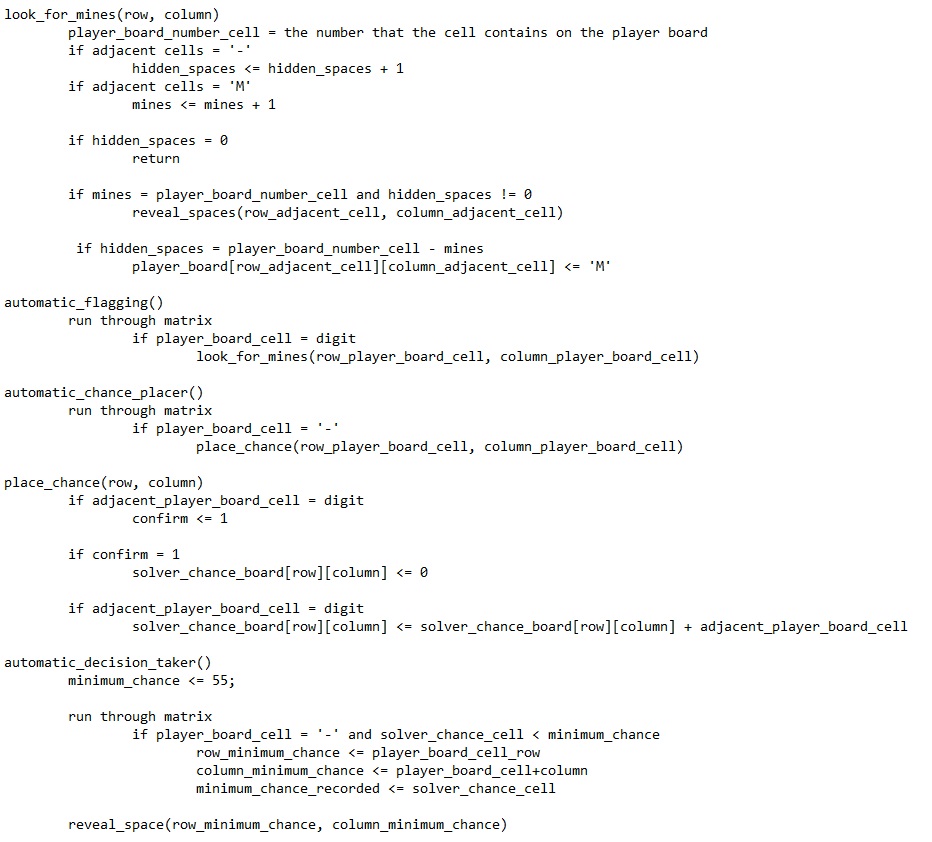 look_for_mines(row, column)
player_board_number_cell = the number that the cell contains on the player board
if adjacent cells = '-'
hidden_spaces <= hidden_spaces + 1
if adjacent cells = 'M'
mines <= mines + 1
if hidden_spaces = 0
return
if mines = player_board_number_cell and hidden_spaces != 0
reveal_spaces(row_adjacent_cell, column_adjacent_cell)
if hidden_spaces = player_board_number_cell - mines
player_board[row_adjacent_cell][column_adjacent_cell] <= 'M'
automatic_flagging()
run through matrix
if player_board_cell = digit
look_for_mines(row_player_board_cell, column_player_board_cell)
automatic_chance_placer()
run through matrix
if player_board_cell = '-'
place_chance(row_player_board_cell, column_player_board_cell)
place_chance(row, column)
if adjacent_player_board_cell = digit
confirm <= 1
if confirm = 1
solver_chance_board[row][column] <= 0
if adjacent_player_board_cell = digit
solver_chance_board[row][column] <= solver_chance_board[row][column] + adjacent_player_board_cell
automatic_decision_taker()
minimum_chance <= 55;
run through matrix
if player_board_cell = '-' and solver_chance_cell < minimum_chance
row_minimum_chance <= player_board_cell_row
column_minimum_chance <= player_board_cell+column
minimum_chance_recorded <= solver_chance_cell
reveal_space(row_minimum_chance, column_minimum_chance)